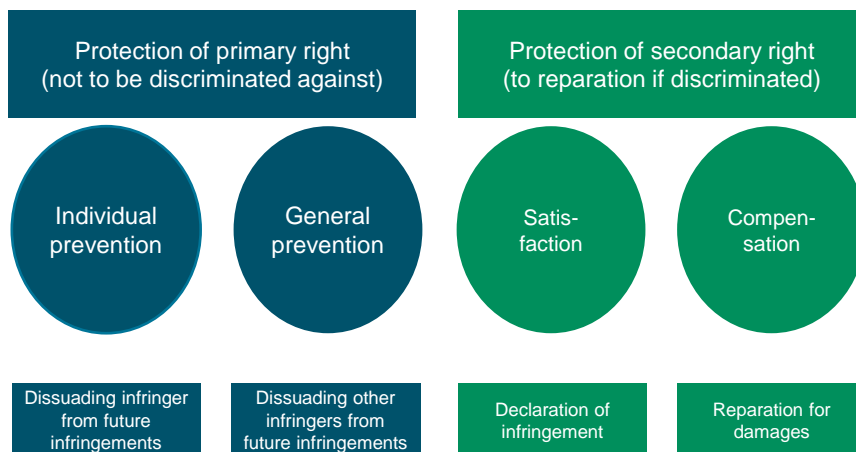 Protection of primary right
(not to be discriminated against)
Protection of secondary right
(to reparation if discriminated)
Individual
prevention
General
prevention
Satis-
faction
Compen-
sation
Dissuading infringer
from future
infringements
Dissuading other
infringers from
future infringements
Declaration of
infringement
Reparation for
damages